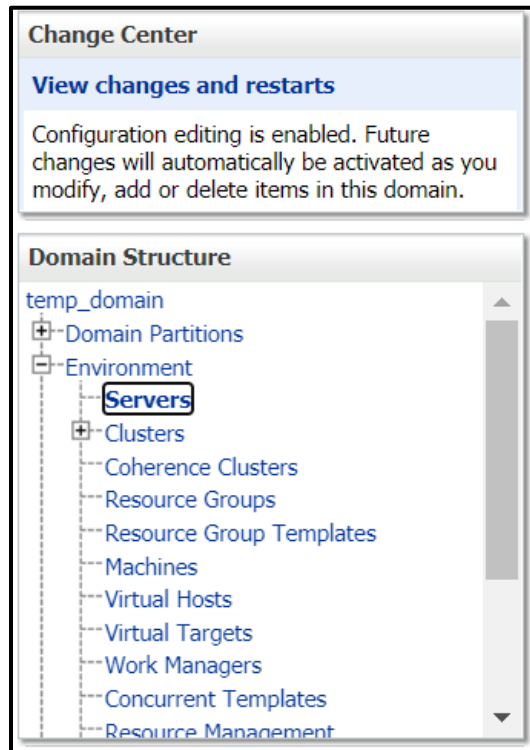 Change Center
View changes and restarts
Configuration editing is enabled. Future
changes will automatically be activated as you
modify, add or delete items in this domain.
Domain Structure
temp_domain
Domain Partitions
Environment
Servers
Clusters
Coherence Clusters
Resource Groups
Resource Group Templates
Machines
Virtual Hosts
Virtual Targets
Work Managers
Concurrent Templates
Resource Management